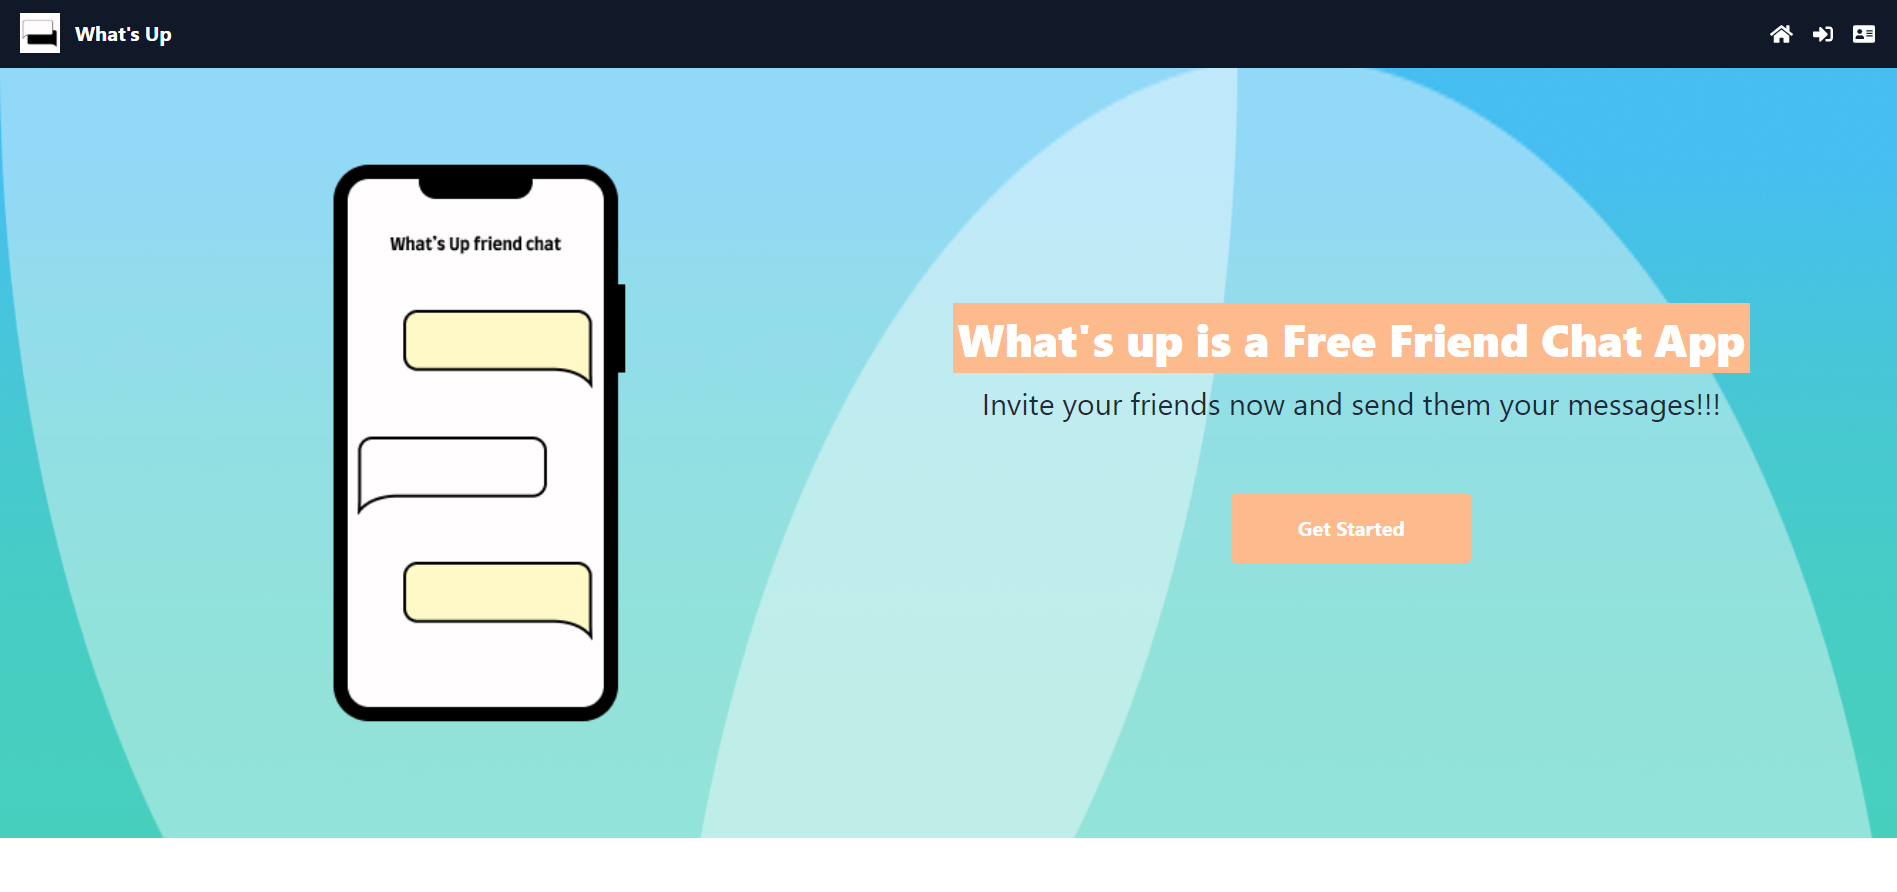 What's Up
What's Up friend chat
What's up is a Free Friend Chat App
Invite your friends now and send them your messages!!!
Get Started